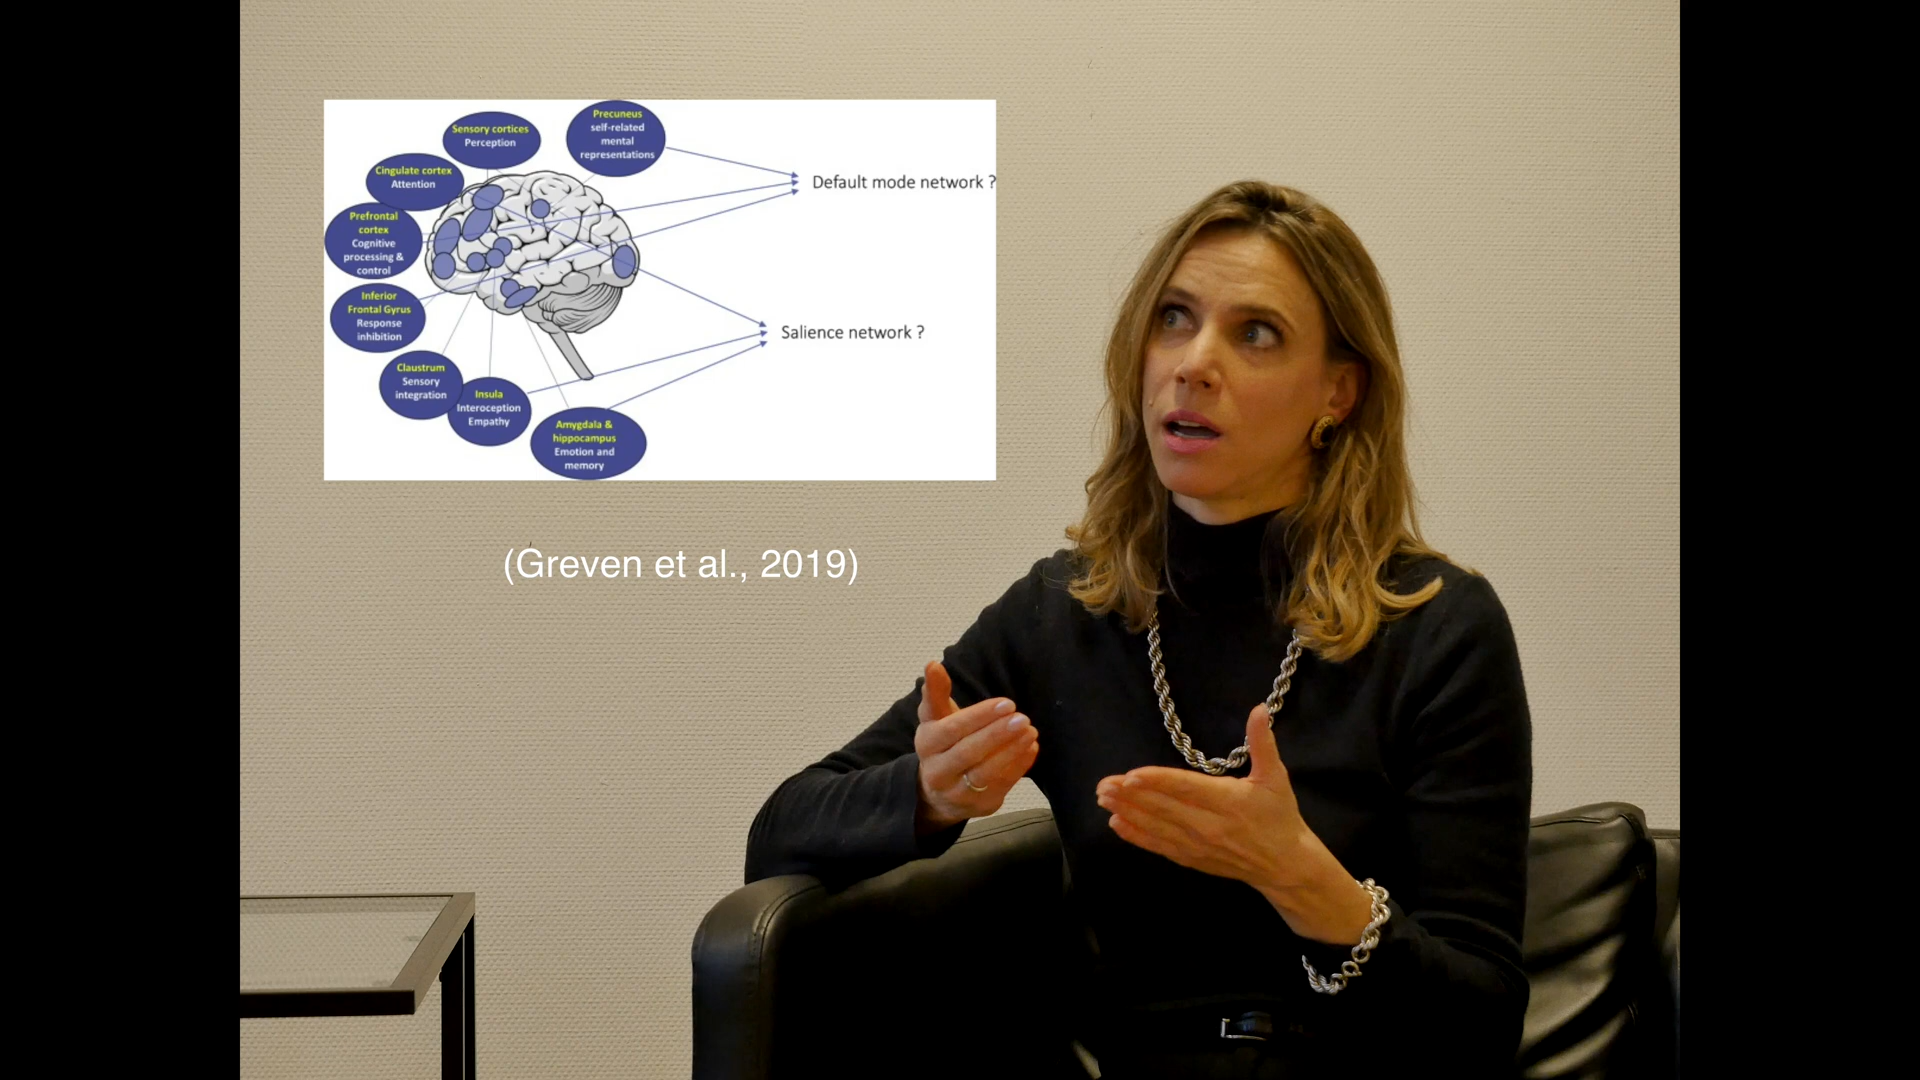 Precuneus
self-related
mental
representations
Sensory cortices
Perception
Cingulate cortex
Attention
Default mode network ?
Prefrontal
cortex
Cognitive
processing &
control
Inferior
Frontal Gyrus
Response
inhibition
Salience network ?
Claustrum
Sensory
integration
Insula
Interoception
Empathy
Amygdala &
hippocampus
Emotion and
memory
(Greven et al., 2019)